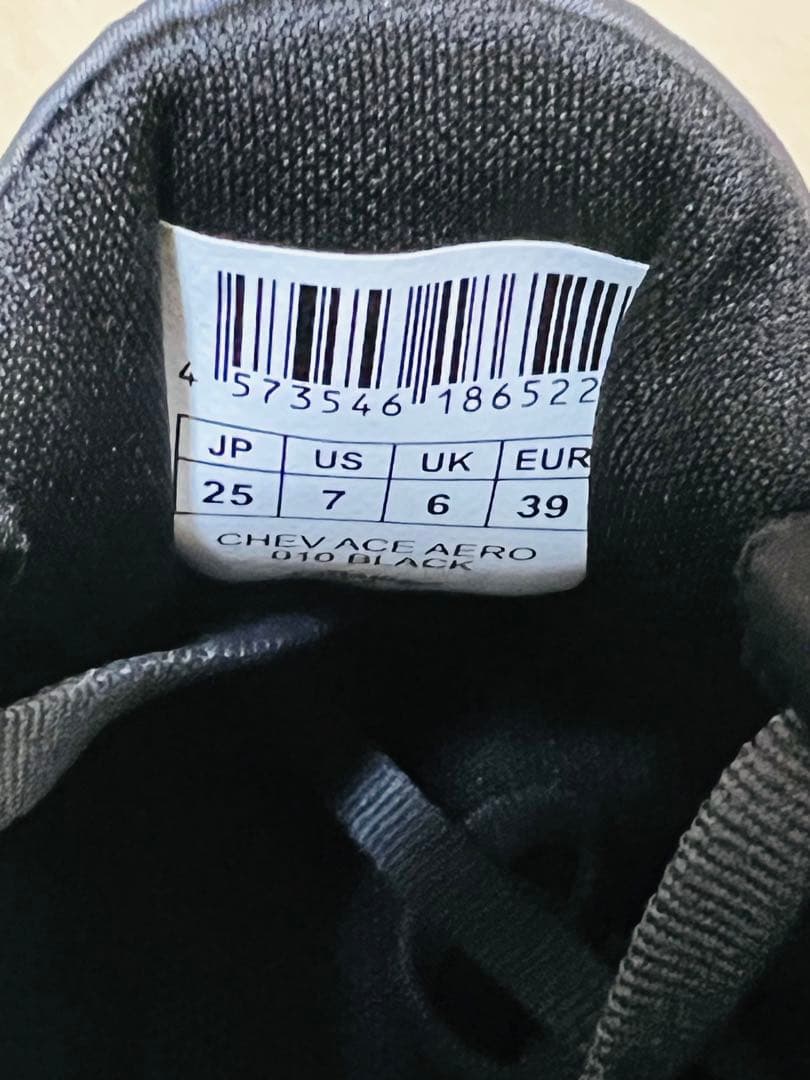 4 573546 186522
JP US UK EUR
25 7 6 39
CHEV ACE AERO
010 BLACK